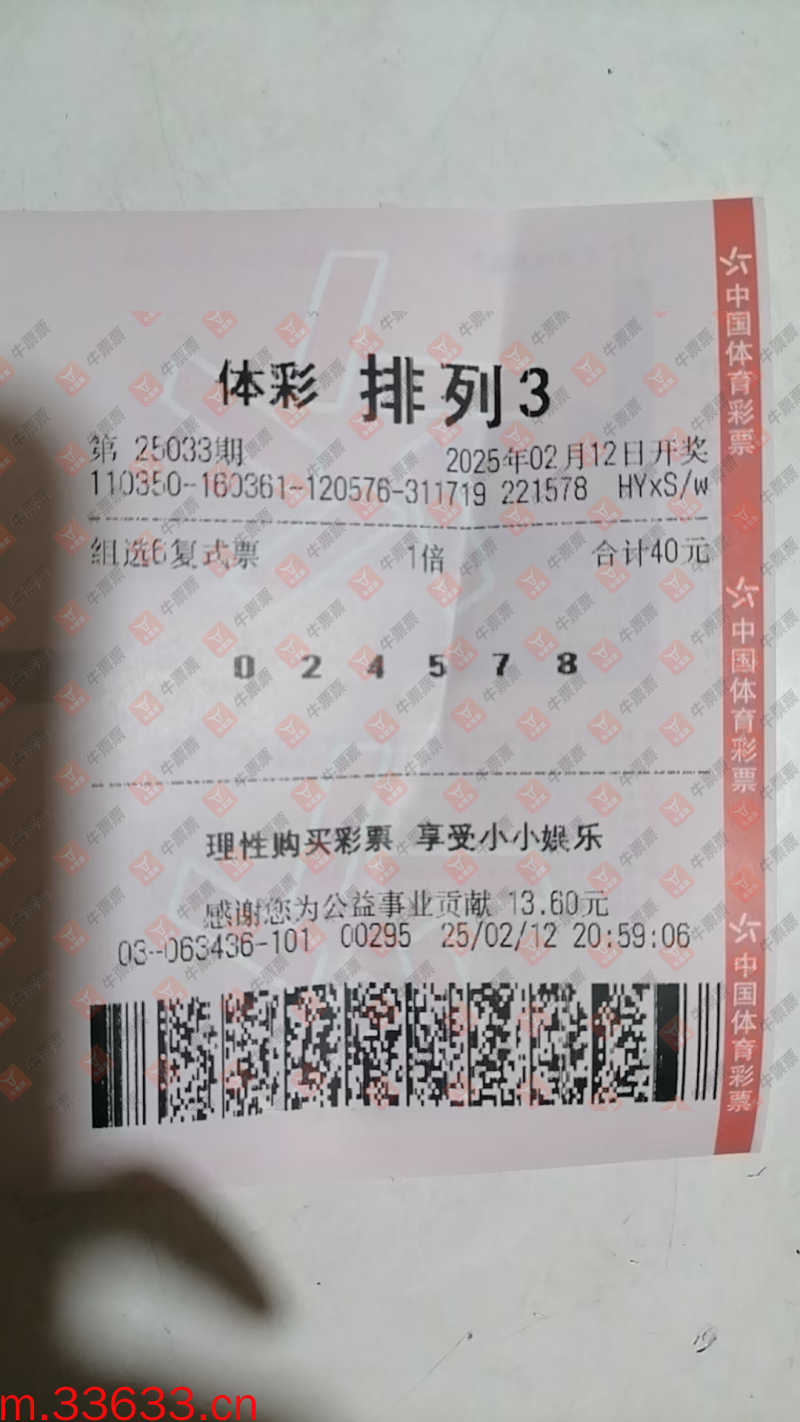 体彩 排列3
第 25033期 2025年02月12日开奖
110350-160361-120576-311719 221578 HYxS/w
组选6复式票 1倍 合计40元
0 2 4 5 7 8
理性购买彩票 享受小小娱乐
感谢您为公益事业贡献 13.60元
03-063436-101 00295 25/02/12 20:59:06
中国体育彩票
中国体育彩票
中国体育彩票
牛票票
m.33633.cn